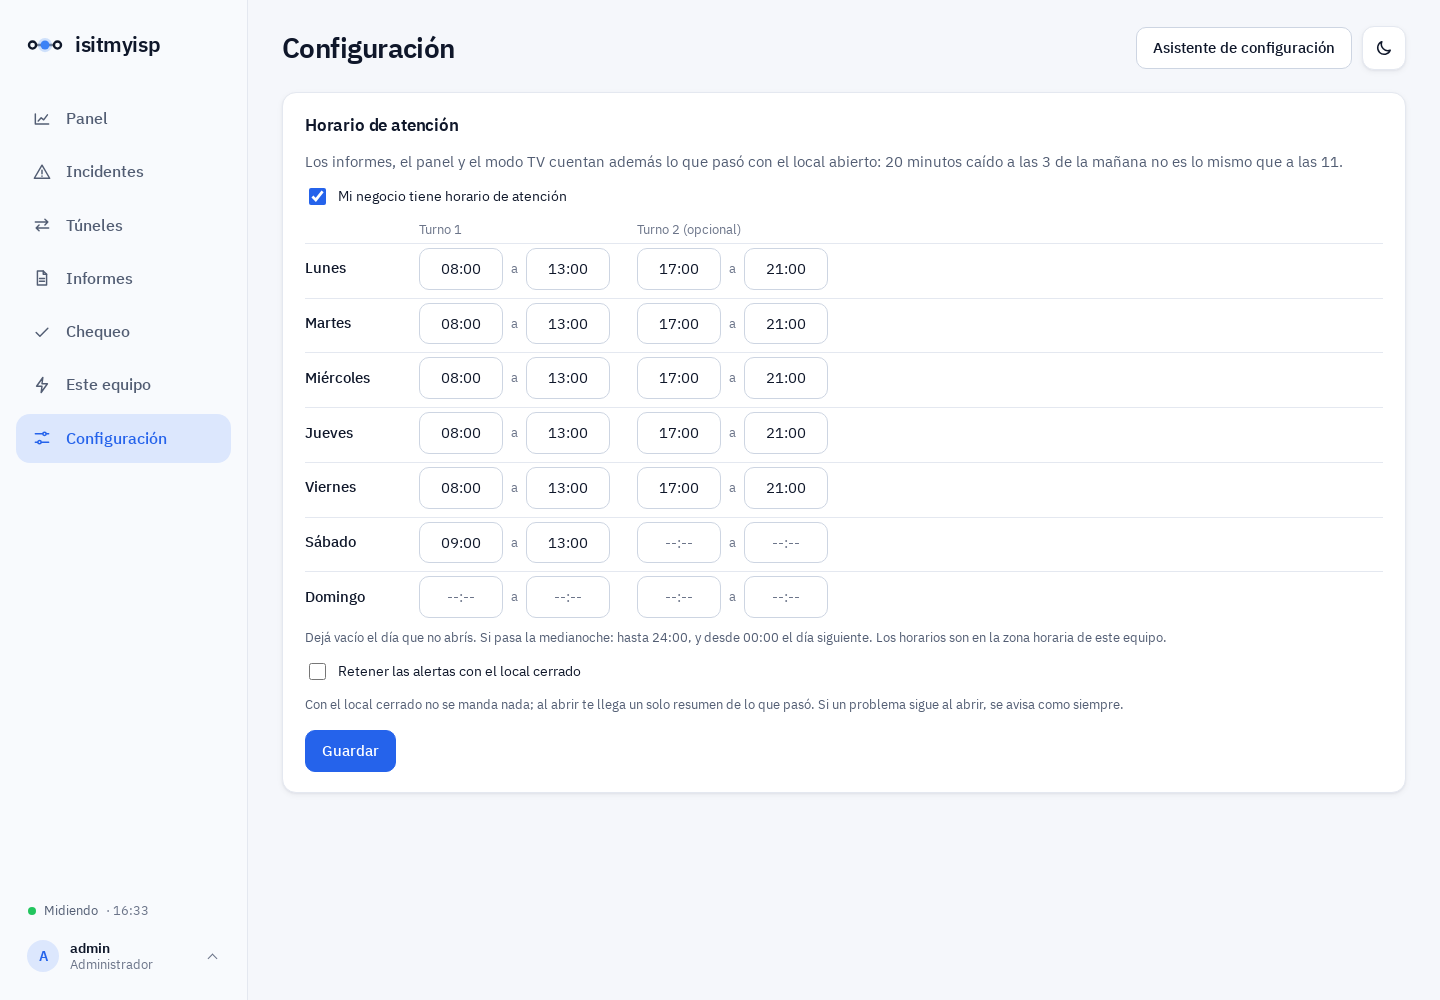 isitmyisp
Panel
Incidentes
Túneles
Informes
Chequeo
Este equipo
Configuración
Midiendo · 16:33
A
admin
Administrador
Configuración
Asistente de configuración
Horario de atención
Los informes, el panel y el modo TV cuentan además lo que pasó con el local abierto: 20 minutos caído a las 3 de la mañana no es lo mismo que a las 11.
Mi negocio tiene horario de atención
Turno 1 Turno 2 (opcional)
Lunes 08:00 a 13:00 17:00 a 21:00
Martes 08:00 a 13:00 17:00 a 21:00
Miércoles 08:00 a 13:00 17:00 a 21:00
Jueves 08:00 a 13:00 17:00 a 21:00
Viernes 08:00 a 13:00 17:00 a 21:00
Sábado 09:00 a 13:00 --:-- a --:--
Domingo --:-- a --:-- --:-- a --:--
Dejá vacío el día que no abrís. Si pasa la medianoche: hasta 24:00, y desde 00:00 el día siguiente. Los horarios son en la zona horaria de este equipo.
Retener las alertas con el local cerrado
Con el local cerrado no se manda nada; al abrir te llega un solo resumen de lo que pasó. Si un problema sigue al abrir, se avisa como siempre.
Guardar